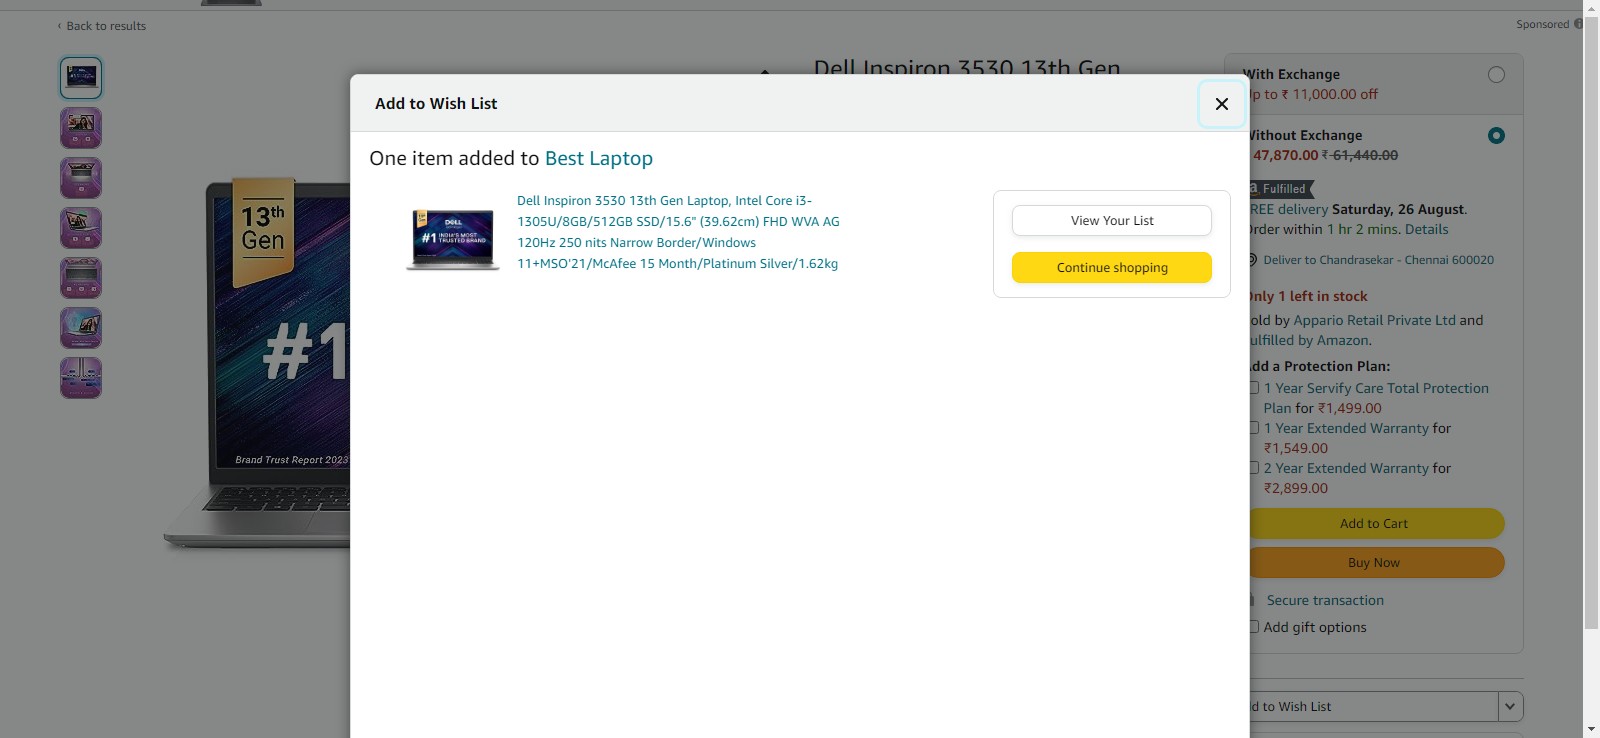 ‹ Back to results
Sponsored
Dell Inspiron 3530 13th Gen
Add to Wish List
One item added to Best Laptop
Dell Inspiron 3530 13th Gen Laptop, Intel Core i3-
1305U/8GB/512GB SSD/15.6" (39.62cm) FHD WVA AG
120Hz 250 nits Narrow Border/Windows
11+MSO'21/McAfee 15 Month/Platinum Silver/1.62kg
View Your List
Continue shopping
13th
Gen
#1
Brand Trust Report 2023
DELL
#1 INDIA'S MOST
TRUSTED BRAND
With Exchange
Up to ₹ 11,000.00 off
Without Exchange
47,870.00 ₹ 61,440.00
a Fulfilled
FREE delivery Saturday, 26 August.
Order within 1 hr 2 mins. Details
Deliver to Chandrasekar - Chennai 600020
Only 1 left in stock
Sold by Appario Retail Private Ltd and
Fulfilled by Amazon.
Add a Protection Plan:
1 Year Servify Care Total Protection
Plan for ₹1,499.00
1 Year Extended Warranty for
₹1,549.00
2 Year Extended Warranty for
₹2,899.00
Add to Cart
Buy Now
Secure transaction
Add gift options
Add to Wish List